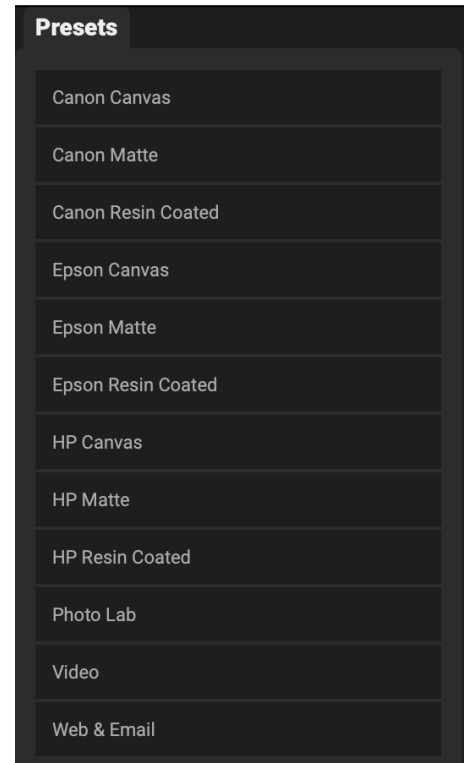 Presets
Canon Canvas
Canon Matte
Canon Resin Coated
Epson Canvas
Epson Matte
Epson Resin Coated
HP Canvas
HP Matte
HP Resin Coated
Photo Lab
Video
Web & Email